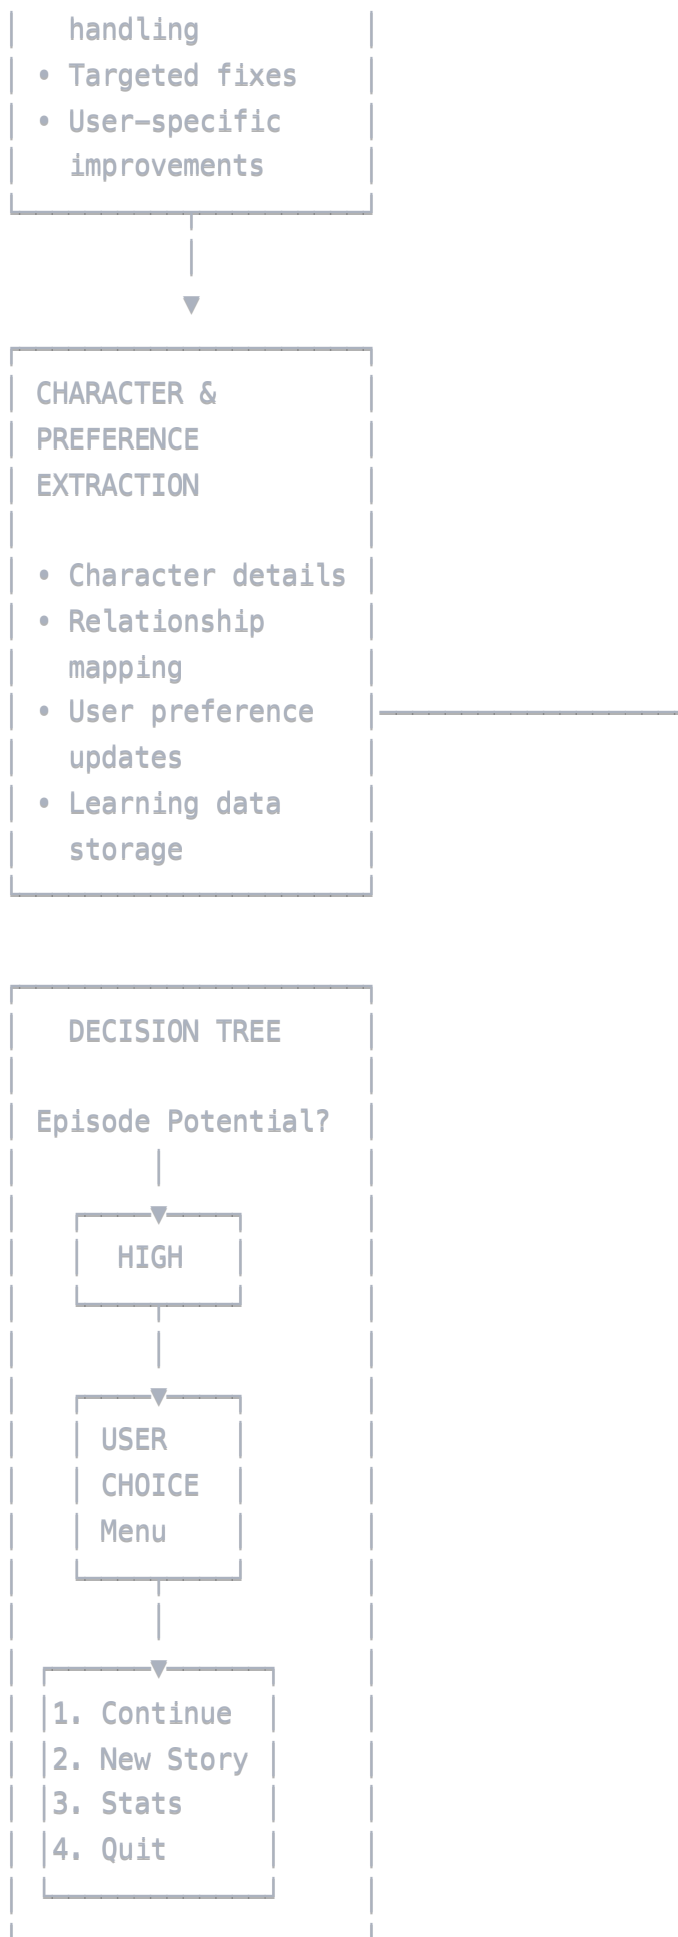 handling
• Targeted fixes
• User-specific
improvements
CHARACTER &
PREFERENCE
EXTRACTION
• Character details
• Relationship
mapping
• User preference
updates
• Learning data
storage
DECISION TREE
Episode Potential?
HIGH
USER
CHOICE
Menu
1. Continue
2. New Story
3. Stats
4. Quit